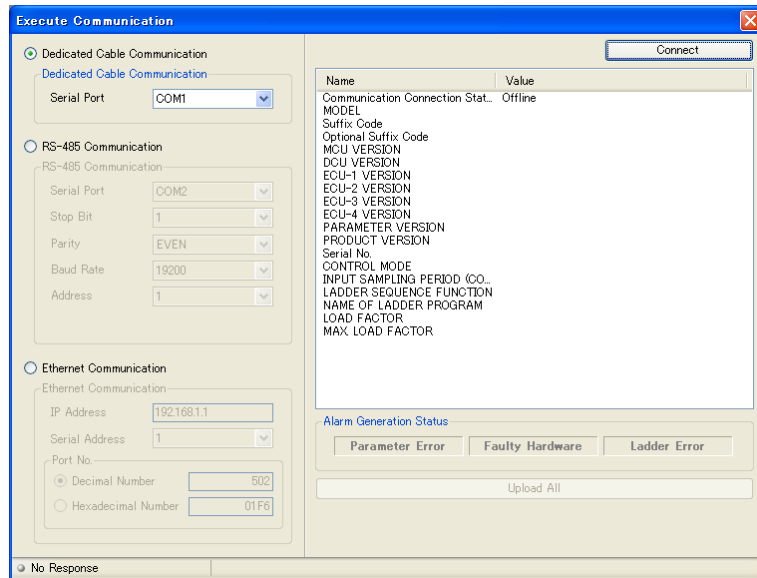 Execute Communication
Dedicated Cable Communication
Dedicated Cable Communication
Serial Port COM1
RS-485 Communication
RS-485 Communication
Serial Port COM2
Stop Bit 1
Parity EVEN
Baud Rate 19200
Address 1
Ethernet Communication
Ethernet Communication
IP Address 192.168.1.1
Serial Address 1
Port No.
Decimal Number 502
Hexadecimal Number 01F6
Connect
Name Value
Communication Connection Stat... Offline
MODEL
Suffix Code
Optional Suffix Code
MCU VERSION
DCU VERSION
ECU-1 VERSION
ECU-2 VERSION
ECU-3 VERSION
ECU-4 VERSION
PARAMETER VERSION
PRODUCT VERSION
Serial No.
CONTROL MODE
INPUT SAMPLING PERIOD (CO...
LADDER SEQUENCE FUNCTION
NAME OF LADDER PROGRAM
LOAD FACTOR
MAX. LOAD FACTOR
Alarm Generation Status
Parameter Error Faulty Hardware Ladder Error
Upload All
No Response